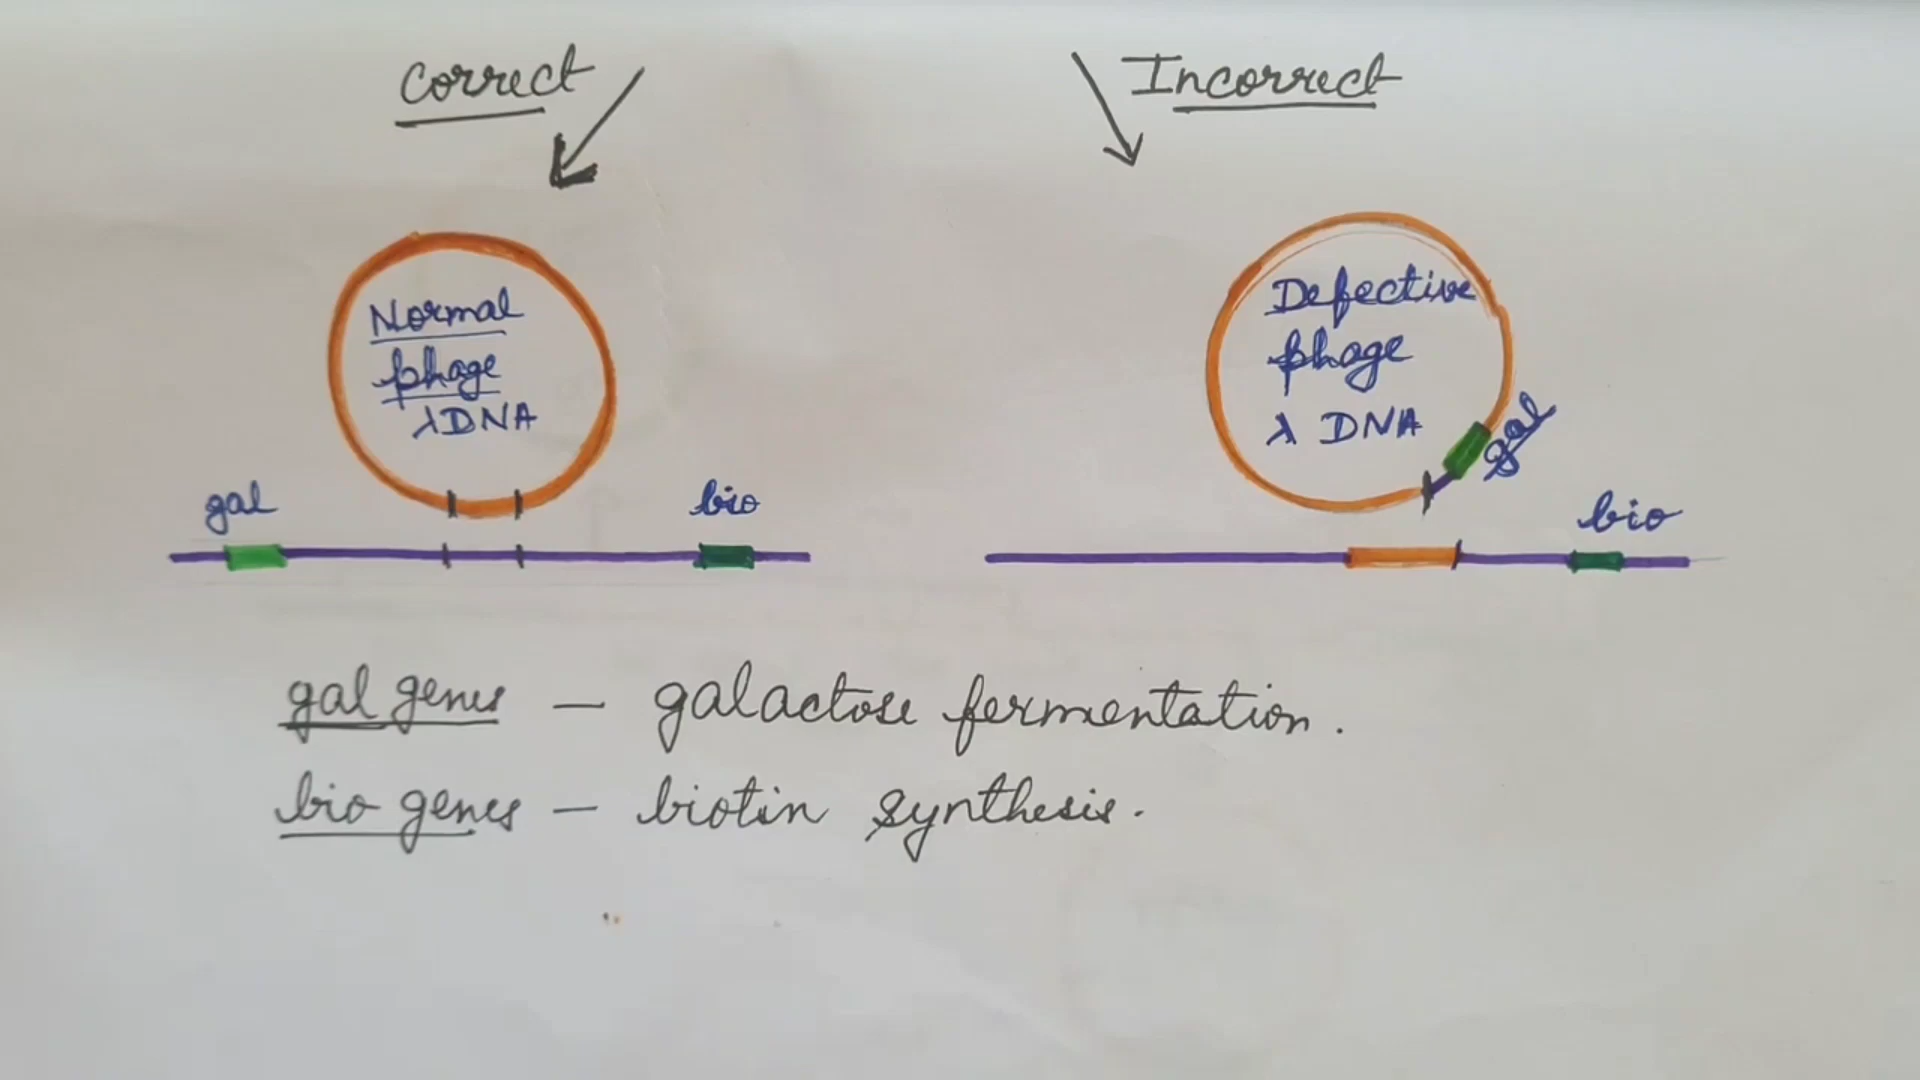 Correct
Incorrect
Normal
phage
λDNA
gal
bio
Defective
phage
λ DNA
gal
bio
gal genes — galactose fermentation.
bio genes — biotin synthesis.